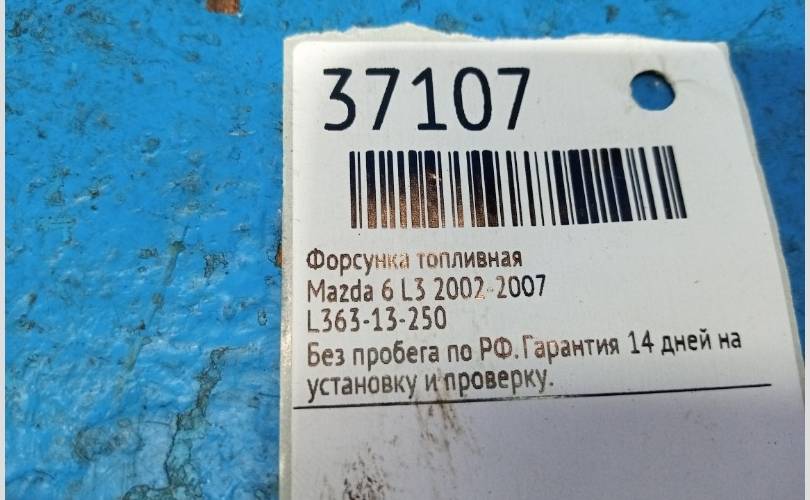 37107
Форсунка топливная
Mazda 6 L3 2002-2007
L363-13-250
Без пробега по РФ. Гарантия 14 дней на
установку и проверку.